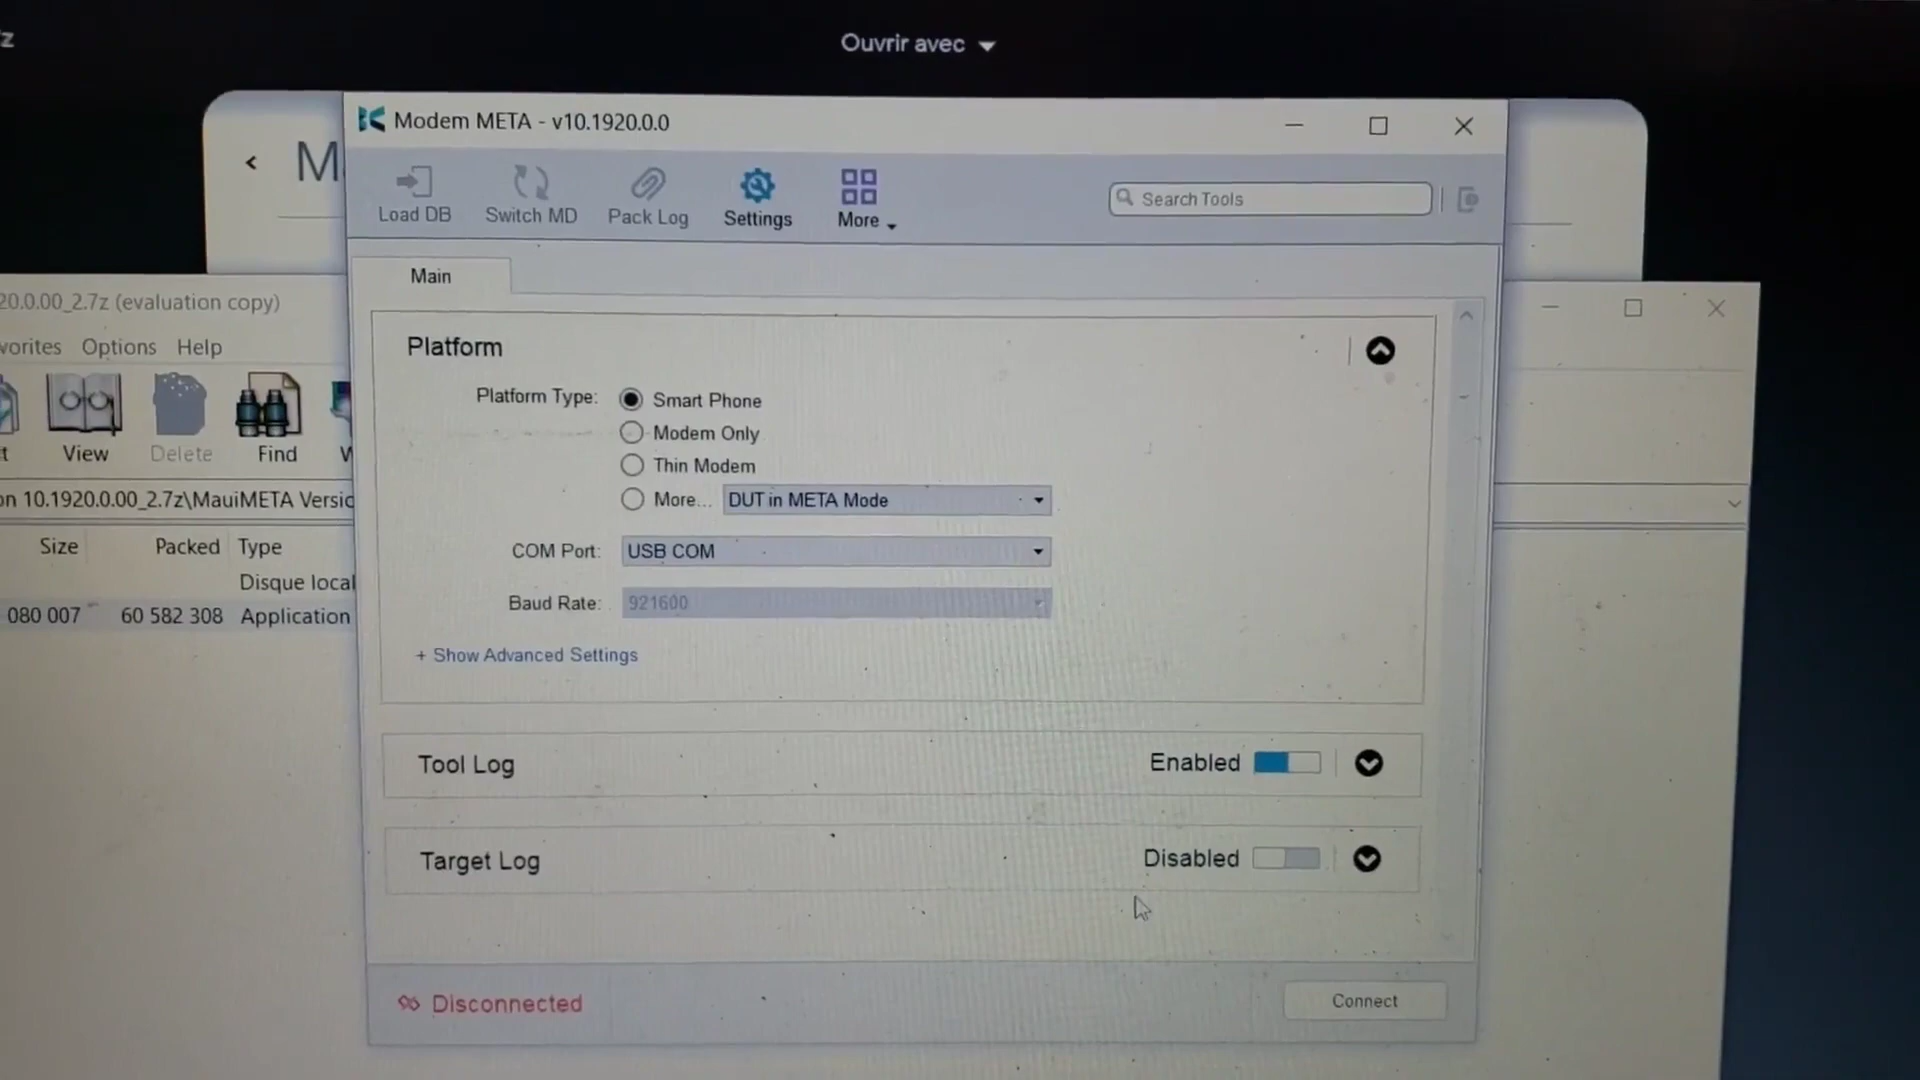 z
Ouvrir avec
Modem META - v10.1920.0.0
Load DB
Switch MD
Pack Log
Settings
More
Search Tools
Main
20.0.00_2.7z (evaluation copy)
vorites Options Help
View
Delete
Find
on 10.1920.0.00_2.7z\MauiMETA Versio
Size Packed Type
Disque local
080 007 60 582 308 Application
Platform
Platform Type:
Smart Phone
Modem Only
Thin Modem
More... DUT in META Mode
COM Port: USB COM
Baud Rate: 921600
+ Show Advanced Settings
Tool Log Enabled
Target Log Disabled
Disconnected
Connect